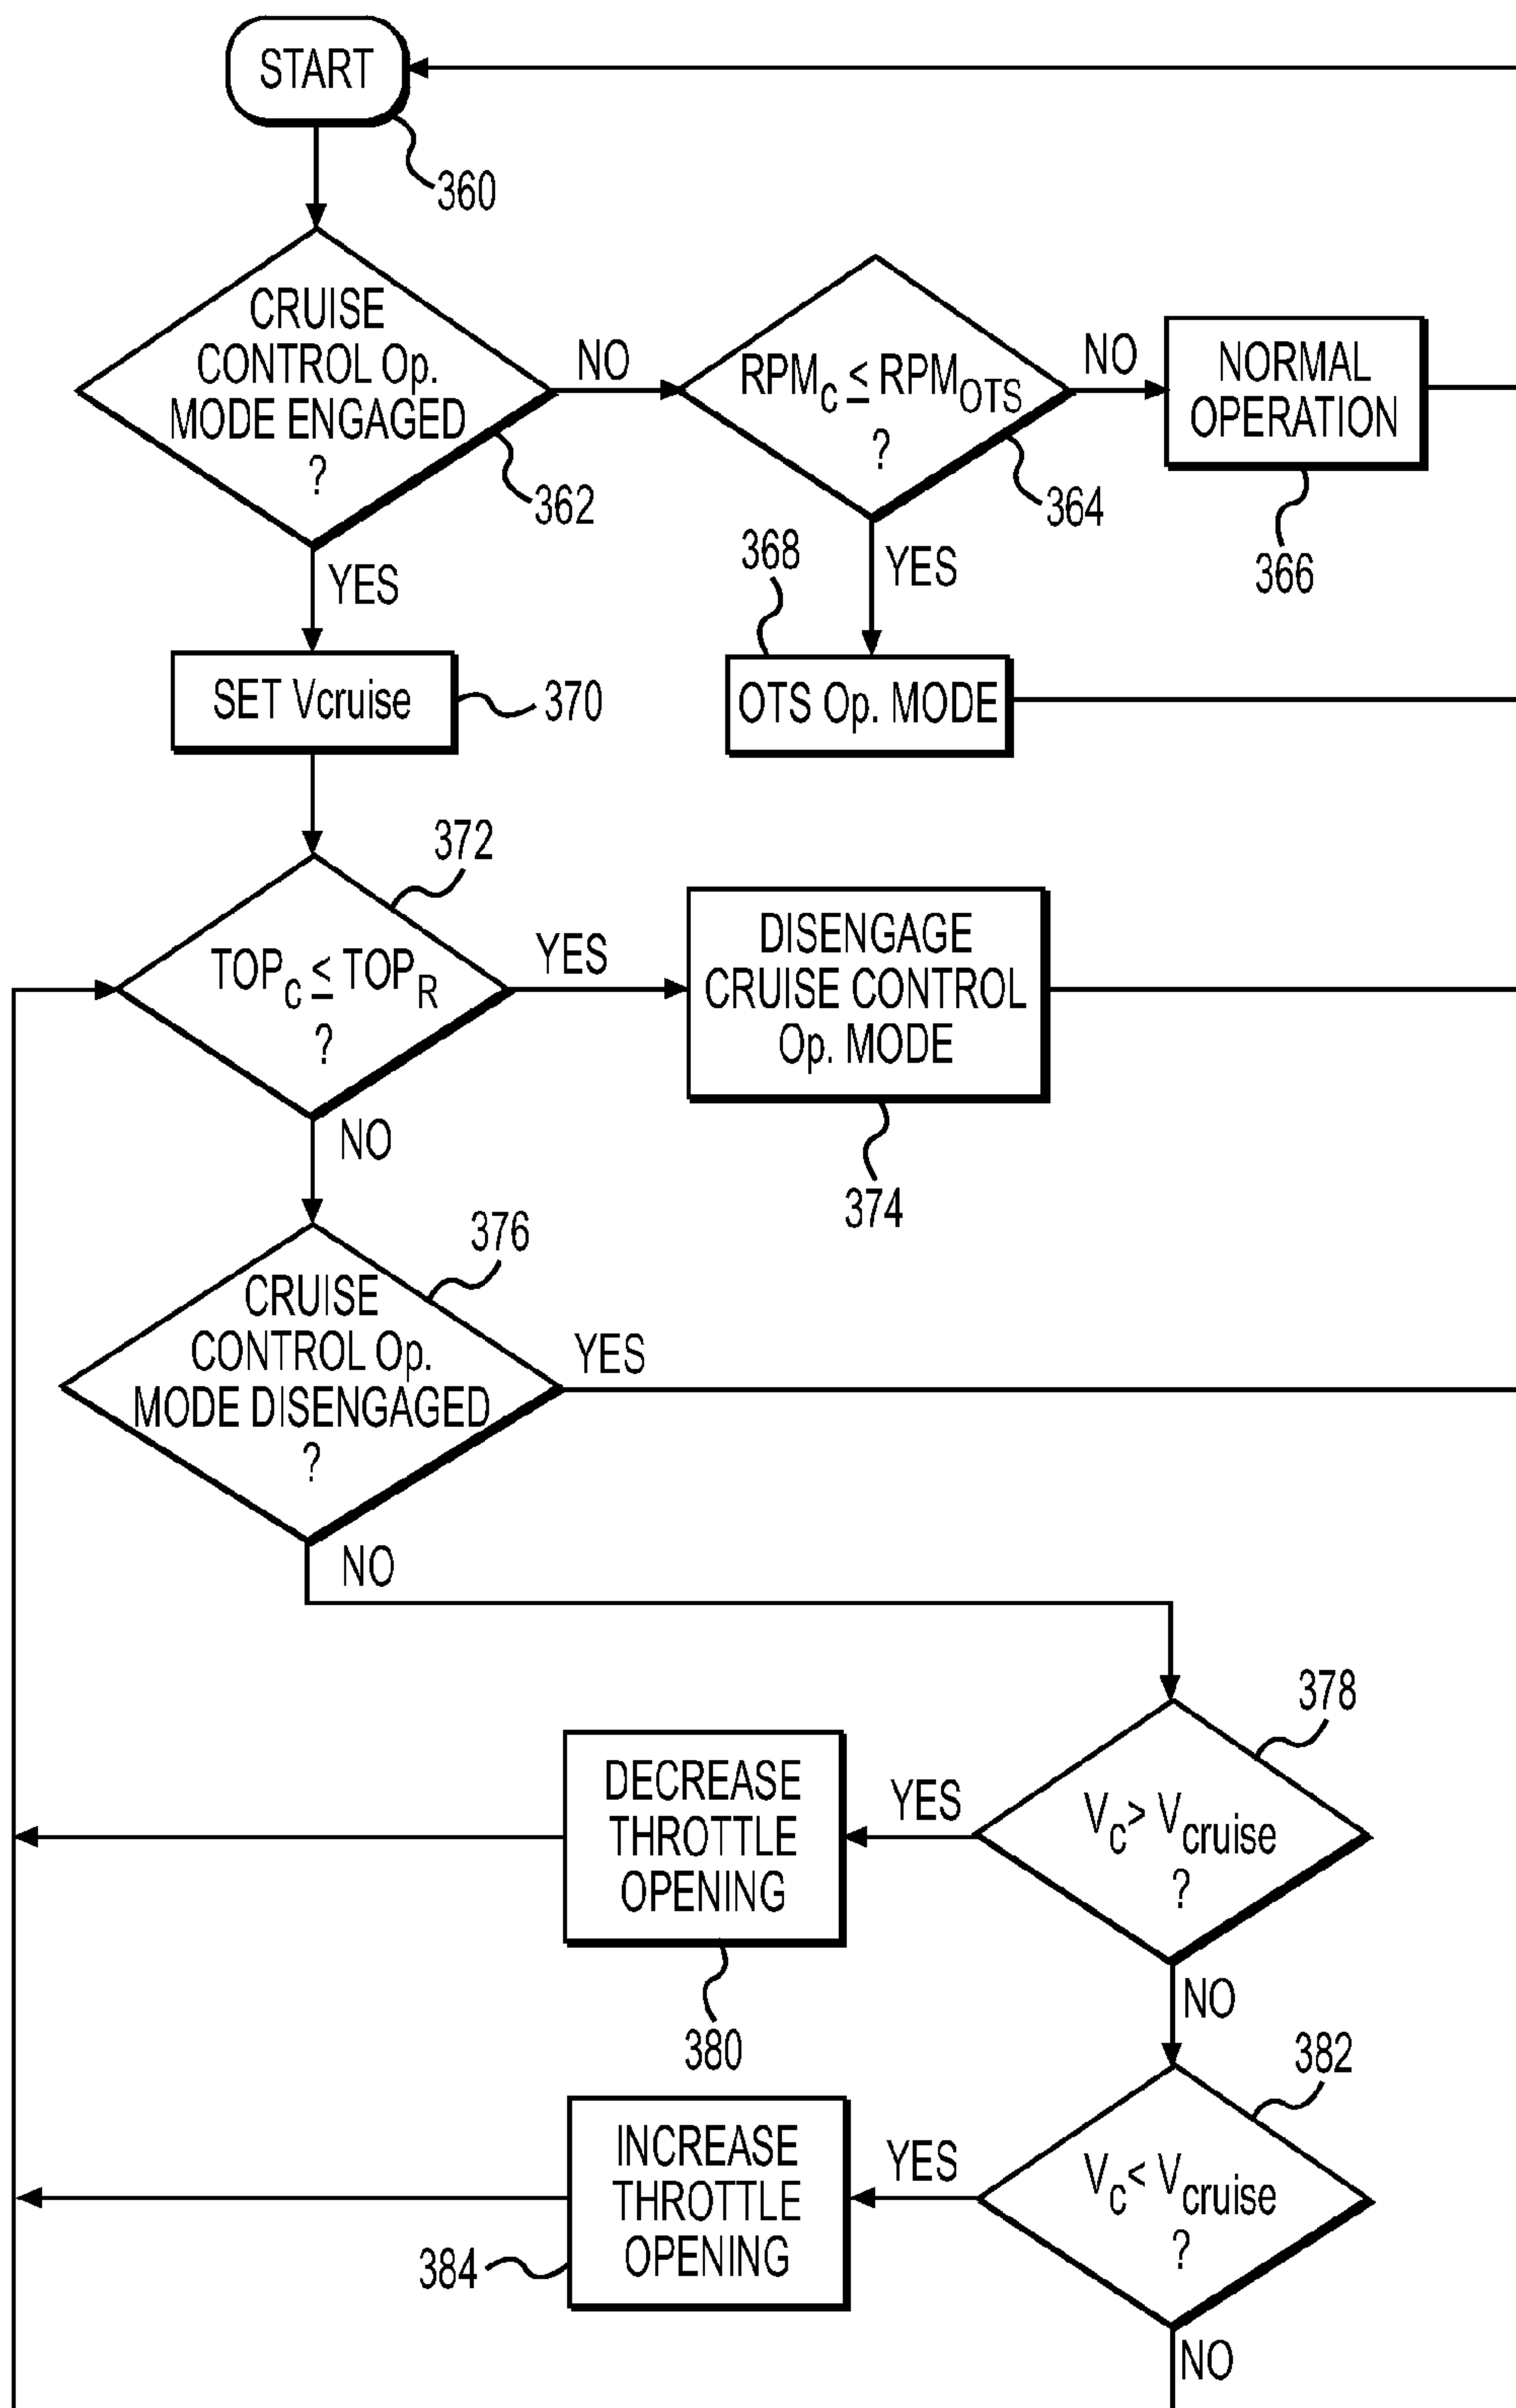 START
360
CRUISE
CONTROL Op.
MODE ENGAGED
?
362
NO
RPMC ≤ RPMOTS
?
364
NO
NORMAL
OPERATION
366
YES
368
YES
SET Vcruise
370
OTS Op. MODE
372
TOPC ≤ TOPR
?
YES
DISENGAGE
CRUISE CONTROL
Op. MODE
374
NO
376
CRUISE
CONTROL Op.
MODE DISENGAGED
?
YES
NO
378
VC > Vcruise
?
YES
DECREASE
THROTTLE
OPENING
380
NO
382
VC < Vcruise
?
YES
INCREASE
THROTTLE
OPENING
384
NO